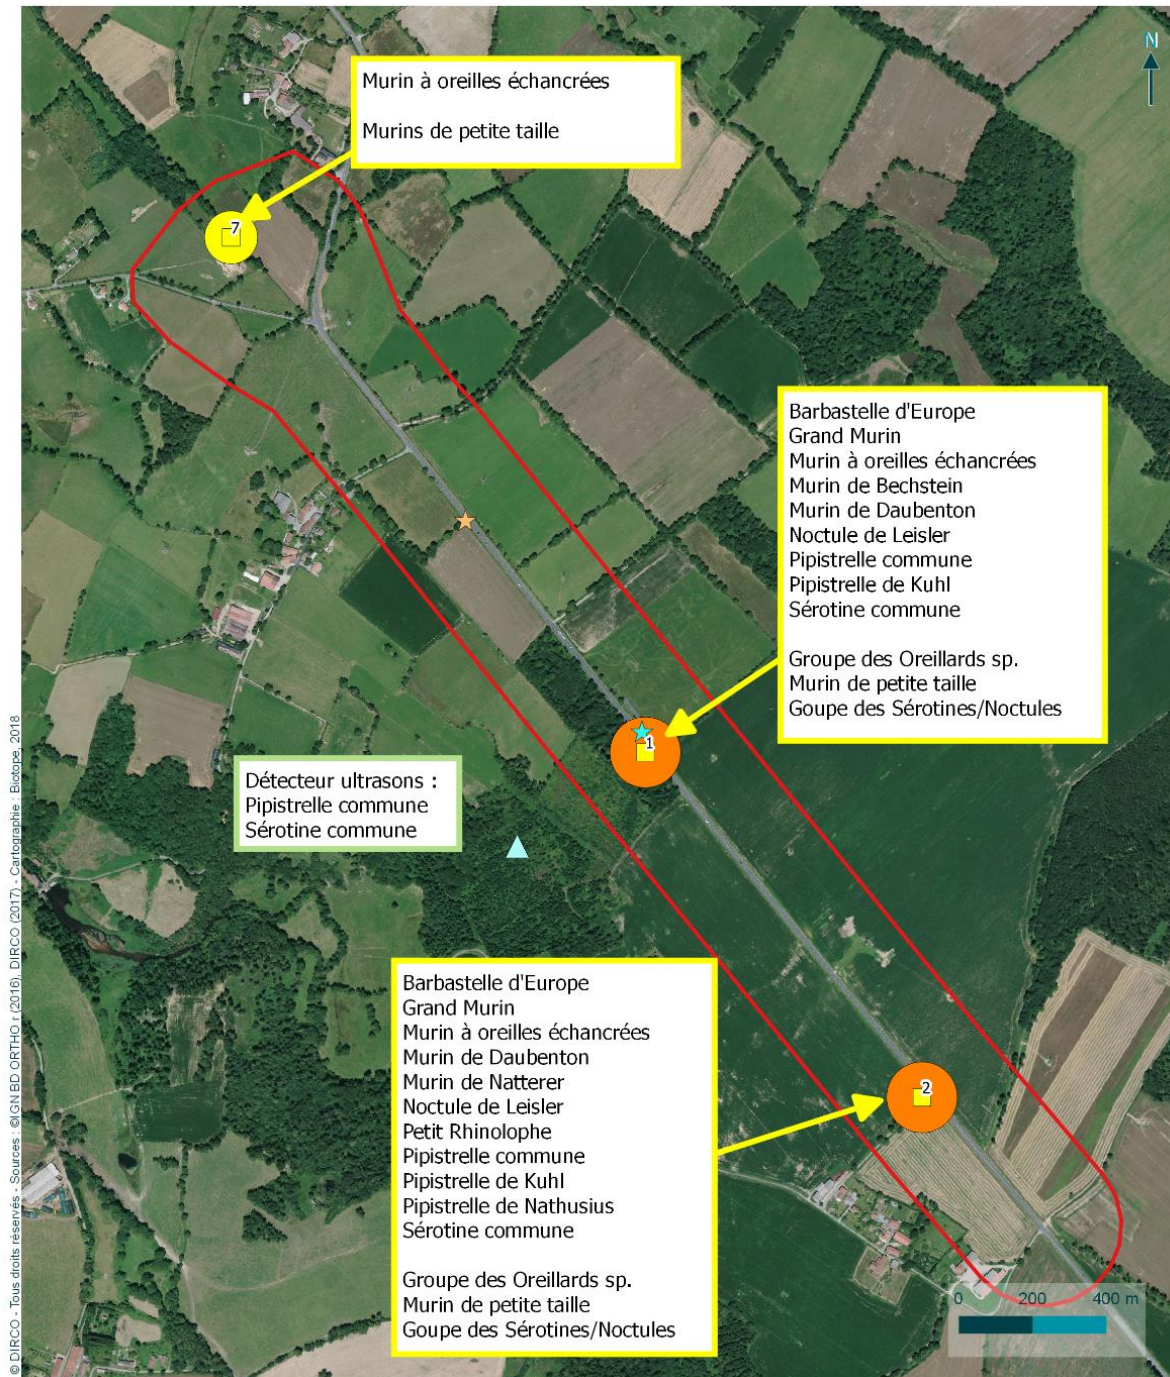 N
Murin à oreilles échancrées
Murins de petite taille
7
Barbastelle d'Europe
Grand Murin
Murin à oreilles échancrées
Murin de Bechstein
Murin de Daubenton
Noctule de Leisler
Pipistrelle commune
Pipistrelle de Kuhl
Sérotine commune
Groupe des Oreillards sp.
Murin de petite taille
Goupe des Sérotines/Noctules
1
Détecteur ultrasons :
Pipistrelle commune
Sérotine commune
Barbastelle d'Europe
Grand Murin
Murin à oreilles échancrées
Murin de Daubenton
Murin de Natterer
Noctule de Leisler
Petit Rhinolophe
Pipistrelle commune
Pipistrelle de Kuhl
Pipistrelle de Nathusius
Sérotine commune
Groupe des Oreillards sp.
Murin de petite taille
Goupe des Sérotines/Noctules
2
0 200 400 m
© DIRCO - Tous droits réservés - Sources : ©IGN BD ORTHO r (2016), DIRCO (2017) - Cartographie : Biotope, 2018